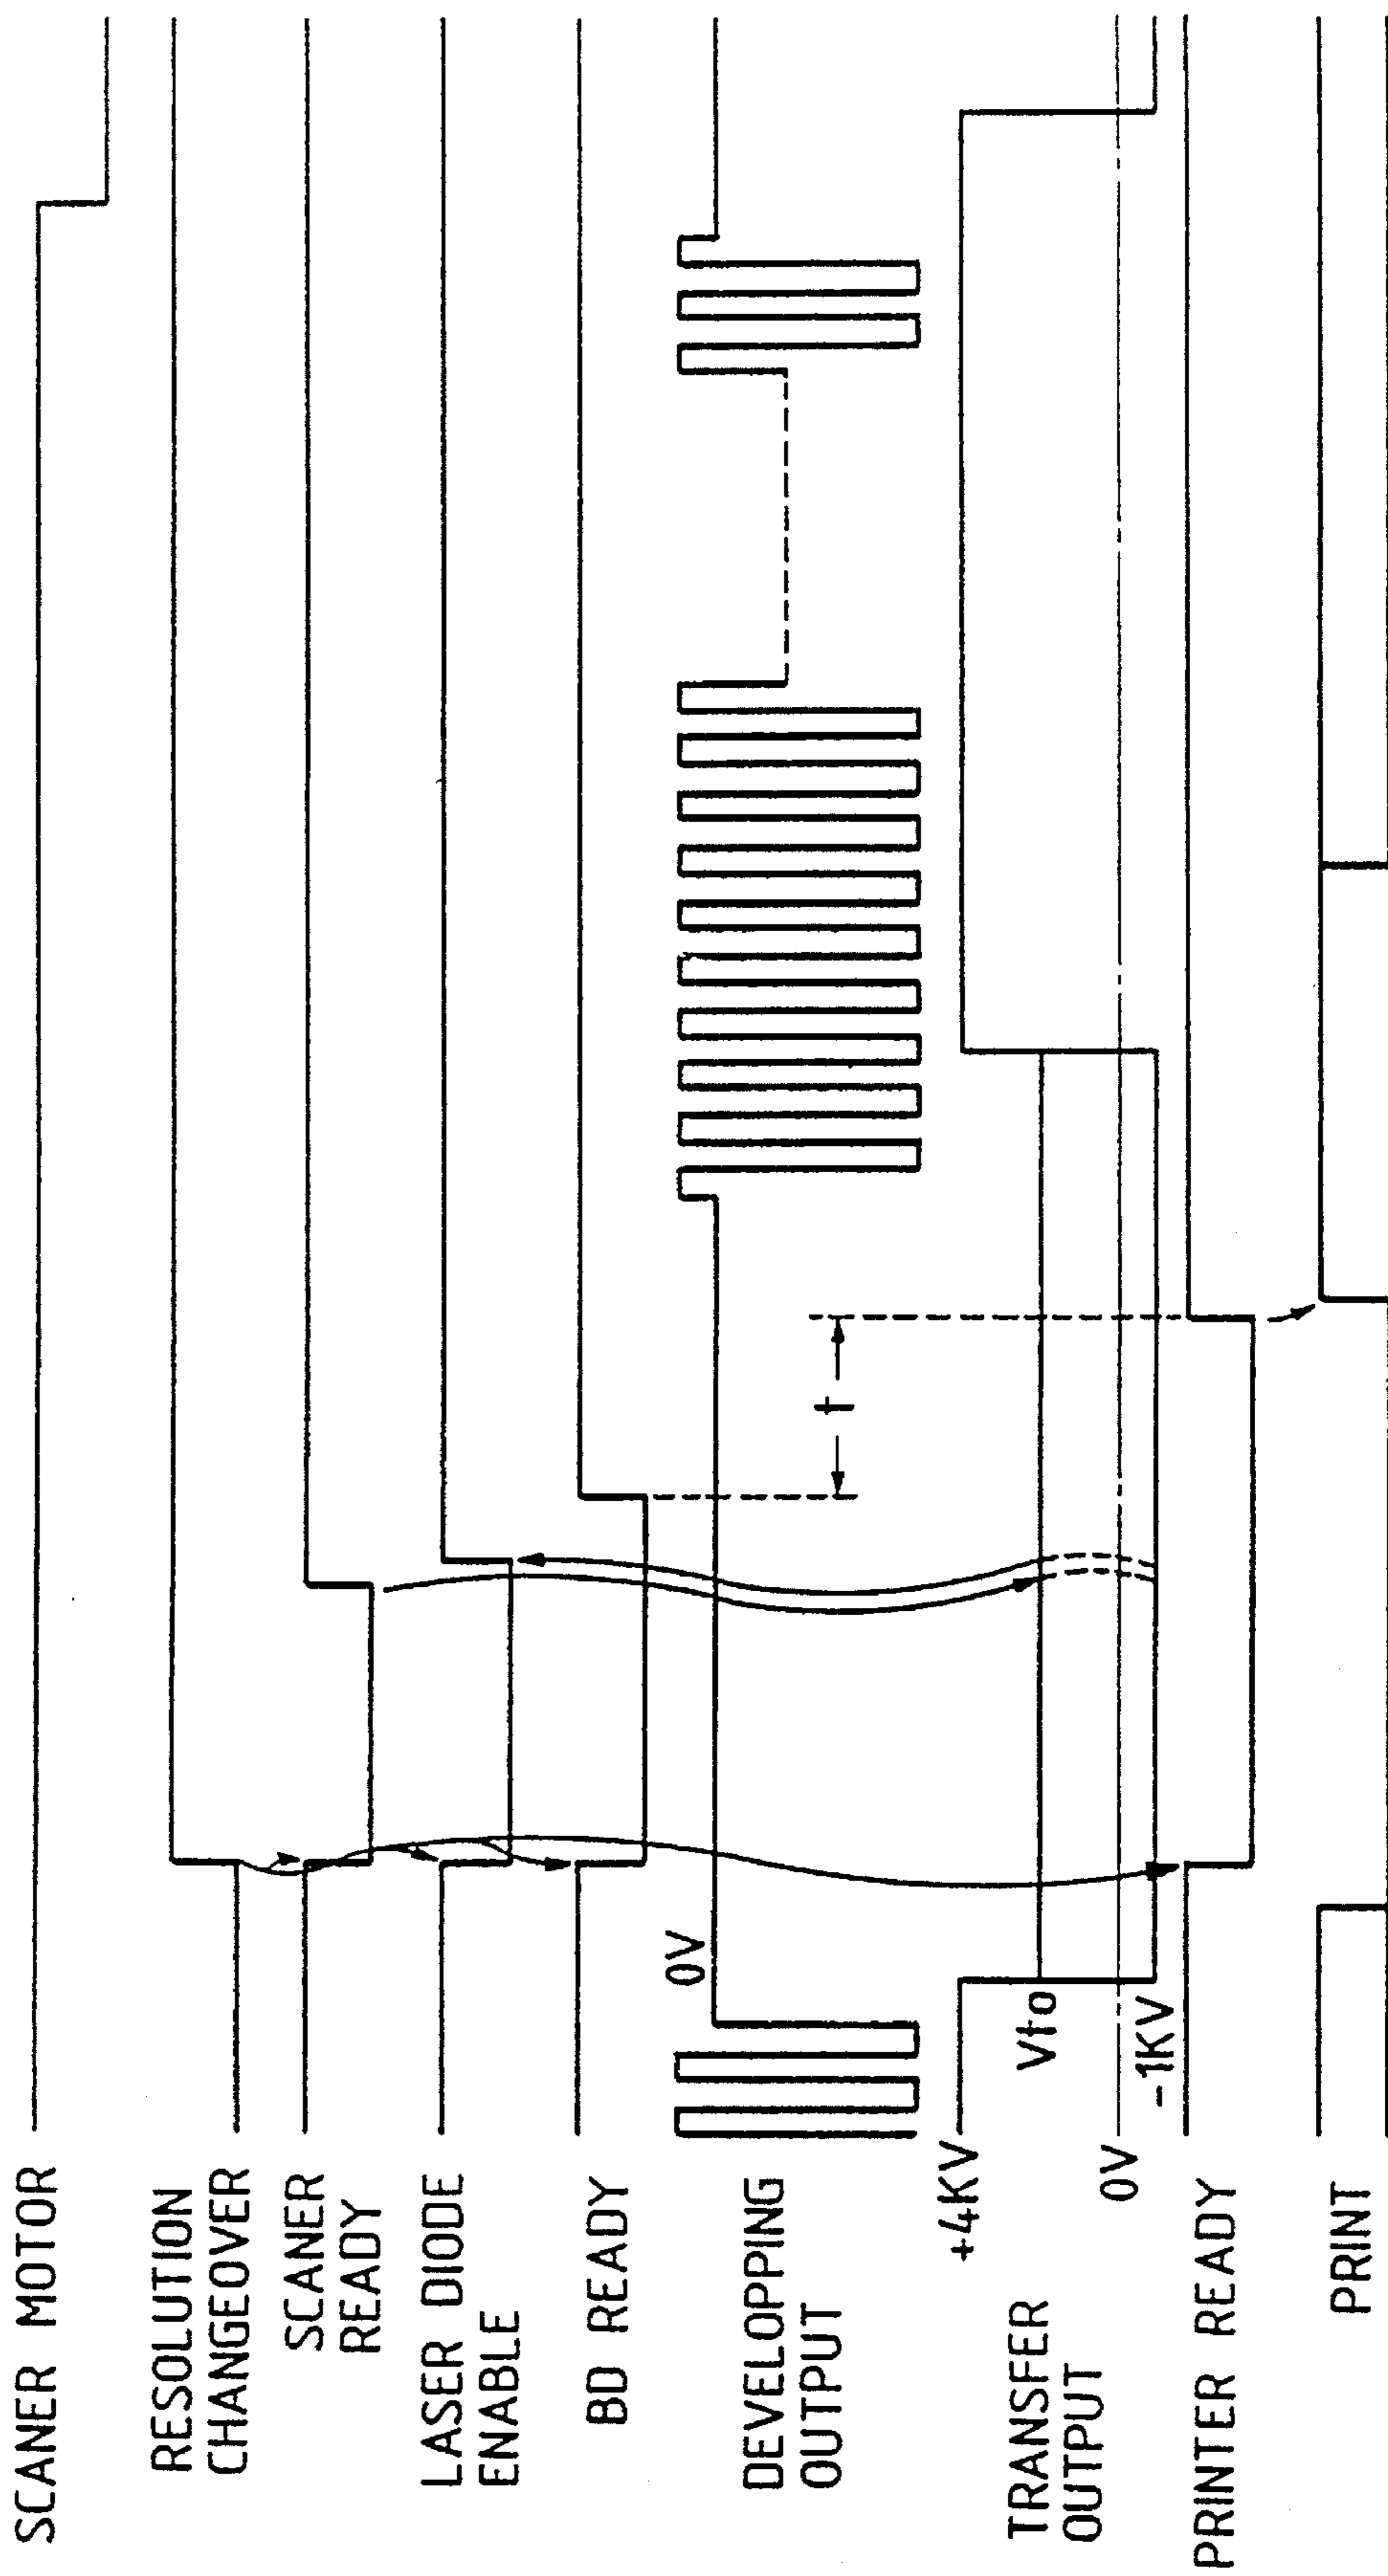 SCANER MOTOR
RESOLUTION
CHANGEOVER
SCANER
READY
LASER DIODE
ENABLE
BD READY
DEVELOPPING
OUTPUT
0V
t
TRANSFER
OUTPUT
+4KV
Vto
0V
-1KV
PRINTER READY
PRINT